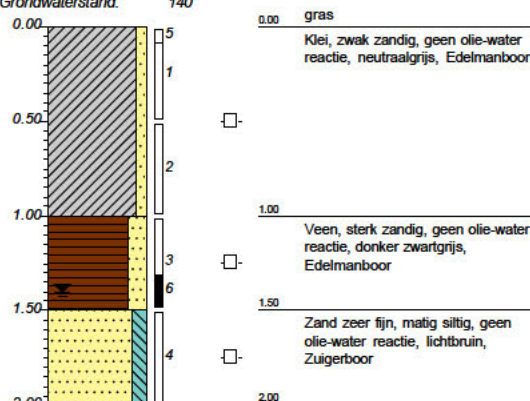 Grondwaterstand: 140
0.00
5
1
0.50
2
1.00
3
6
1.50
4
2.00
0.00 gras
Klei, zwak zandig, geen olie-water
reactie, neutraalgrijs, Edelmanboor
1.00
Veen, sterk zandig, geen olie-water
reactie, donker zwartgrijs,
Edelmanboor
1.50
Zand zeer fijn, matig siltig, geen
olie-water reactie, lichtbruin,
Zuigerboor
2.00